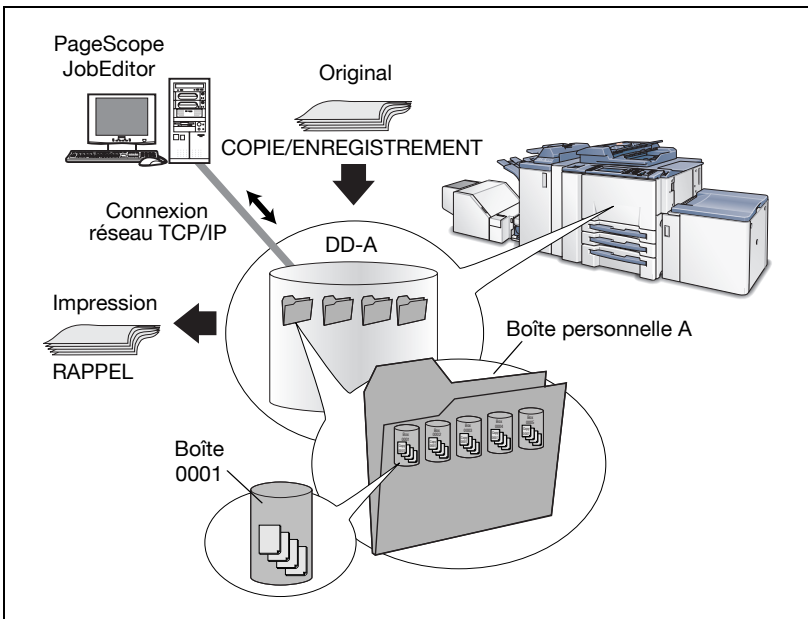 PageScope
JobEditor
Original
COPIE/ENREGISTREMENT
Connexion
réseau TCP/IP
DD-A
Impression
RAPPEL
Boîte personnelle A
Boîte
0001